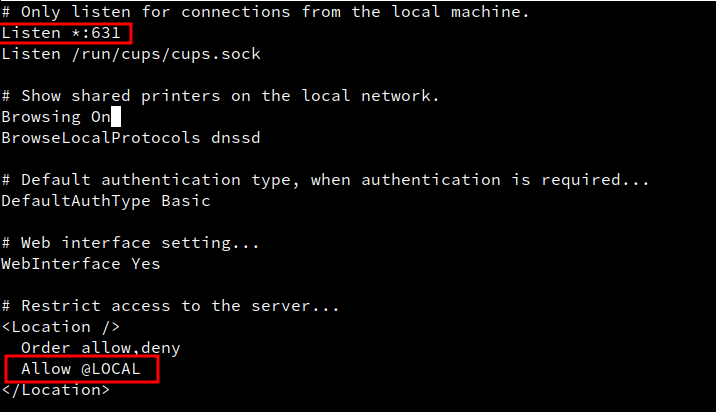 # Only listen for connections from the local machine.
Listen *:631
Listen /run/cups/cups.sock
# Show shared printers on the local network.
Browsing On
BrowseLocalProtocols dnssd
# Default authentication type, when authentication is required...
DefaultAuthType Basic
# Web interface setting...
WebInterface Yes
# Restrict access to the server...
<Location />
  Order allow,deny
  Allow @LOCAL
</Location>